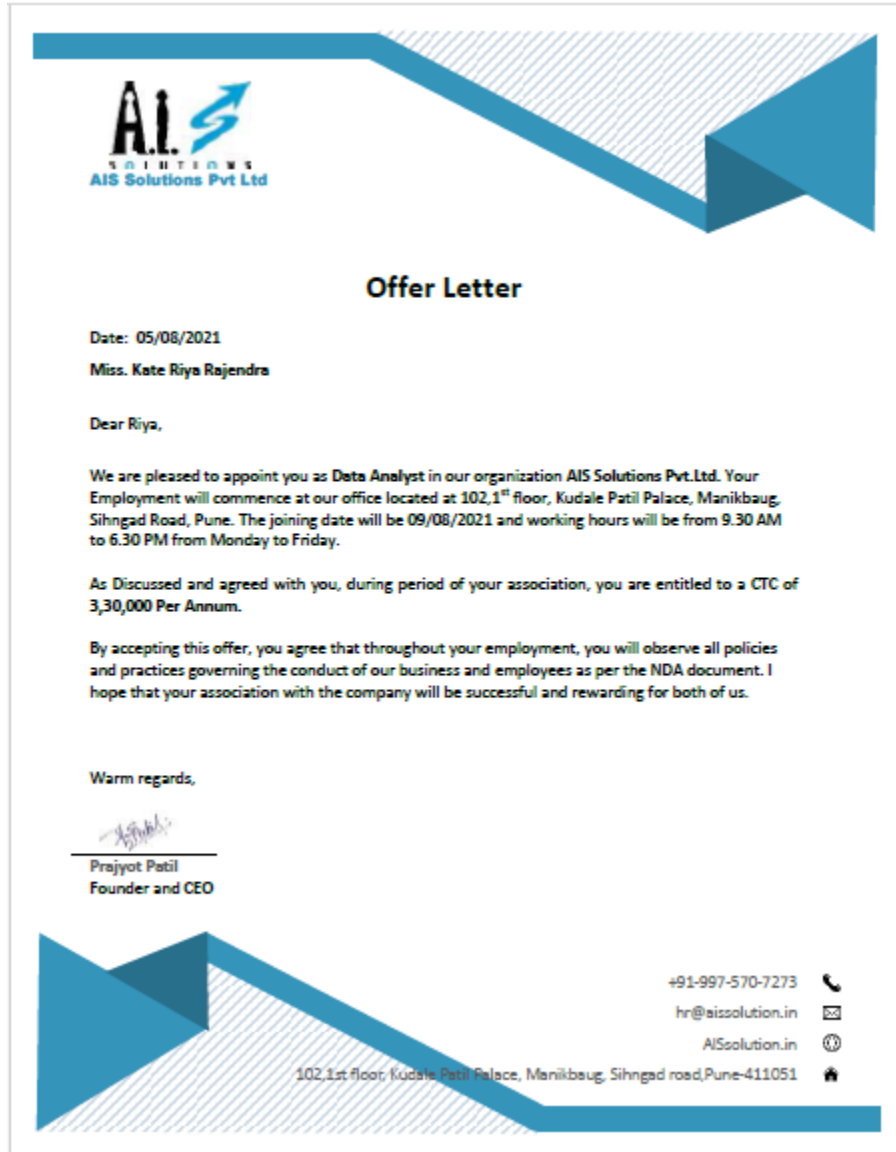 A.I.S
SOLUTIONS
AIS Solutions Pvt Ltd
Offer Letter
Date: 05/08/2021
Miss. Kate Riya Rajendra
Dear Riya,
We are pleased to appoint you as Data Analyst in our organization AIS Solutions Pvt.Ltd. Your
Employment will commence at our office located at 102,1st floor, Kudale Patil Palace, Manikbaug,
Sihngad Road, Pune. The joining date will be 09/08/2021 and working hours will be from 9.30 AM
to 6.30 PM from Monday to Friday.
As Discussed and agreed with you, during period of your association, you are entitled to a CTC of
3,30,000 Per Annum.
By accepting this offer, you agree that throughout your employment, you will observe all policies
and practices governing the conduct of our business and employees as per the NDA document. I
hope that your association with the company will be successful and rewarding for both of us.
Warm regards,
Prajyot Patil
Founder and CEO
+91-997-570-7273
hr@aissolution.in
AISsolution.in
102,1st floor, Kudale Patil Palace, Manikbaug, Sihngad road,Pune-411051